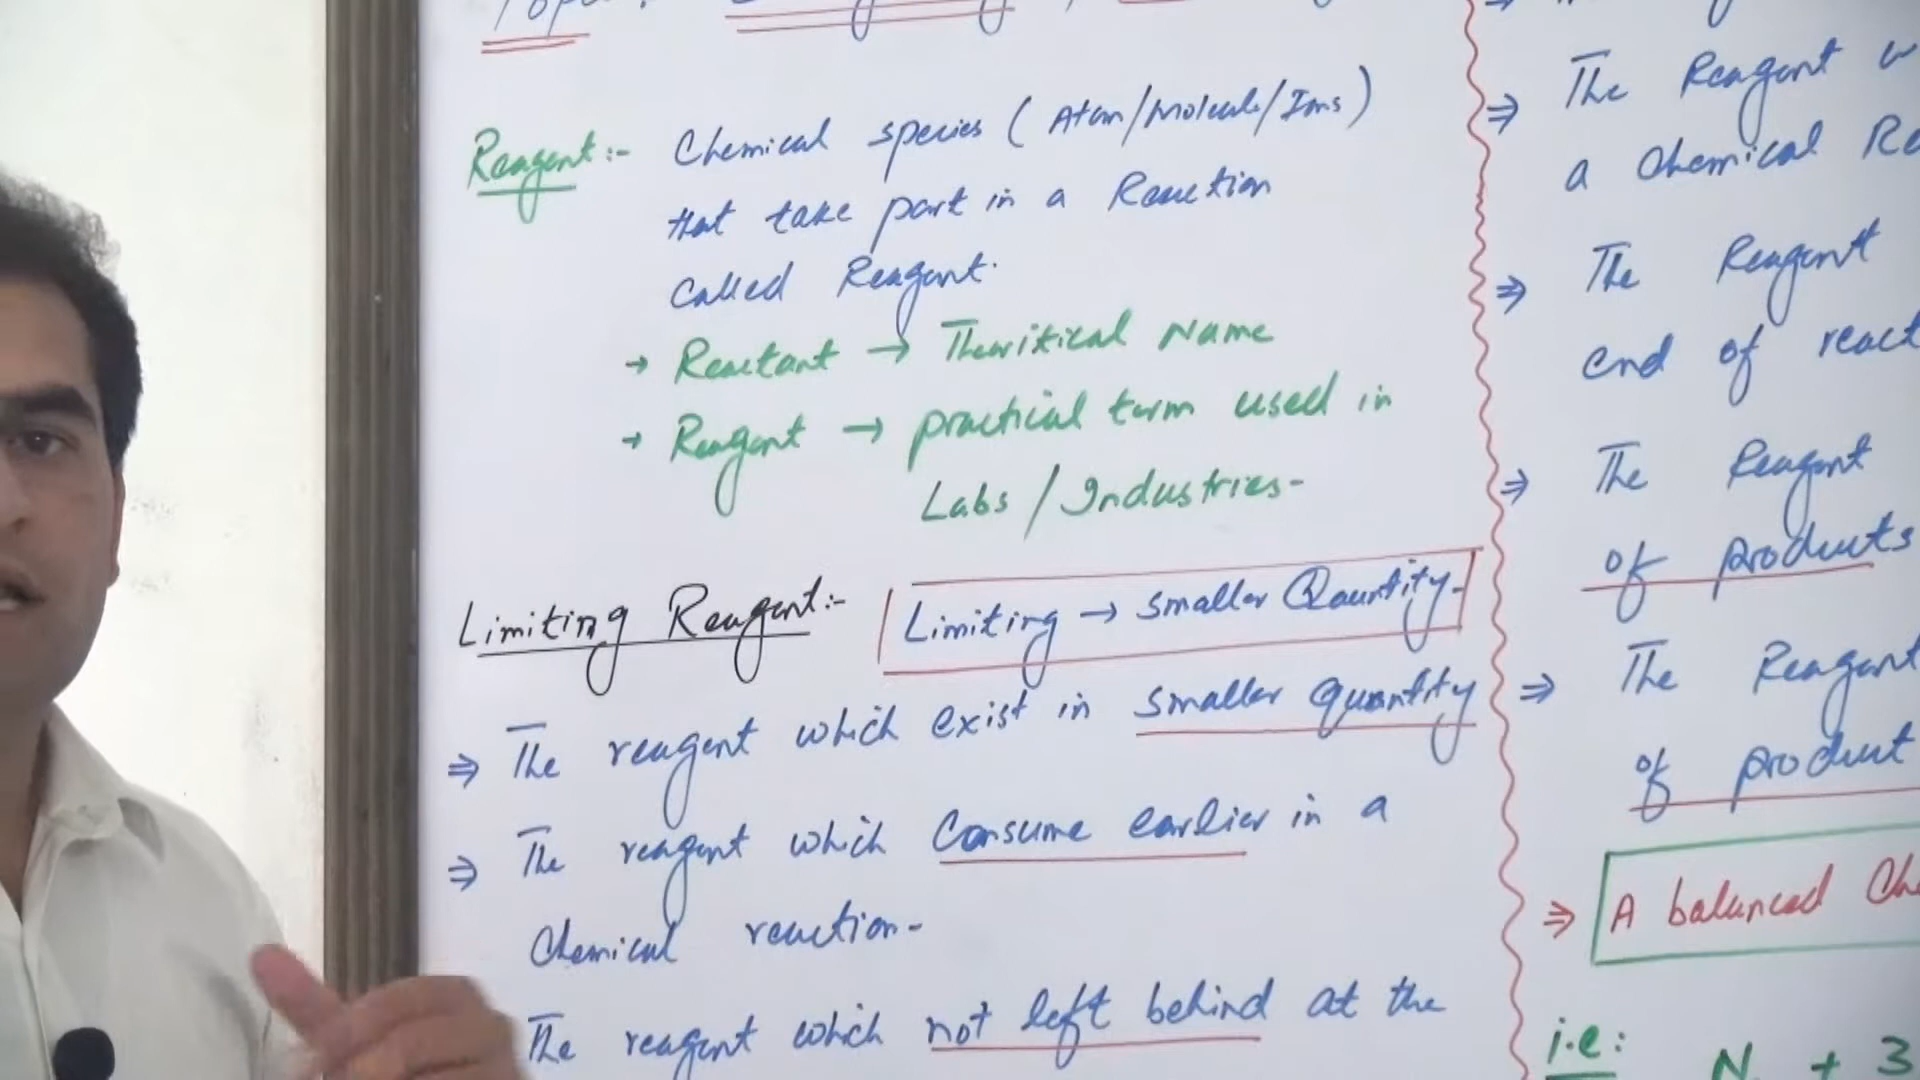 Reagent:- Chemical species (Atom/Molecule/Ions)
that take part in a Reaction
called Reagent.
→ Reactant → Theoritical Name
→ Reagent → practical term used in
Labs / Industries-
Limiting Reagent:- Limiting → smaller Quantity-
⇒ The reagent which exist in smaller quantity
⇒ The reagent which consume earlier in a
chemical reaction-
The reagent which not left behind at the
⇒ The Reagent
a chemical
⇒ The Reagent
end of
⇒ The Reagent
of products
⇒ The Reagent
of product
⇒ A balanced
i.e: N + 3